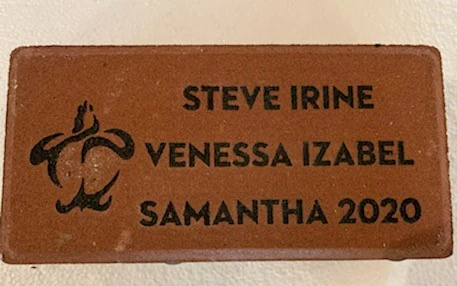 STEVE IRINE
VENESSA IZABEL
SAMANTHA 2020